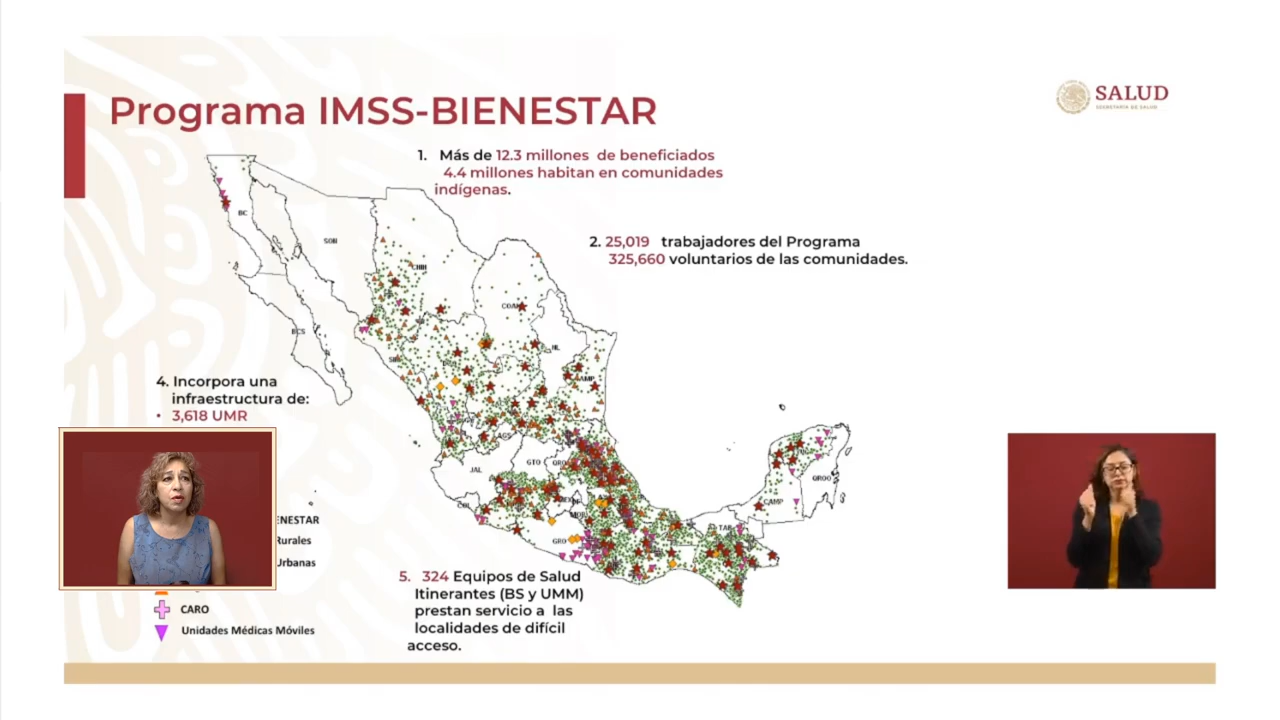 Programa IMSS-BIENESTAR
SALUD
SECRETARÍA DE SALUD
1. Más de 12.3 millones de beneficiados
4.4 millones habitan en comunidades
indígenas.
2. 25,019 trabajadores del Programa
325,660 voluntarios de las comunidades.
4. Incorpora una
infraestructura de:
• 3,618 UMR
BC
SON
CHIH
COAH
BCS
NL
JAL
GTO
QRO
AGS
COL
MOR
GRO
TAB
CAMP
QROO
ENESTAR
Rurales
Urbanas
CARO
Unidades Médicas Móviles
5. 324 Equipos de Salud
Itinerantes (BS y UMM)
prestan servicio a las
localidades de difícil
acceso.